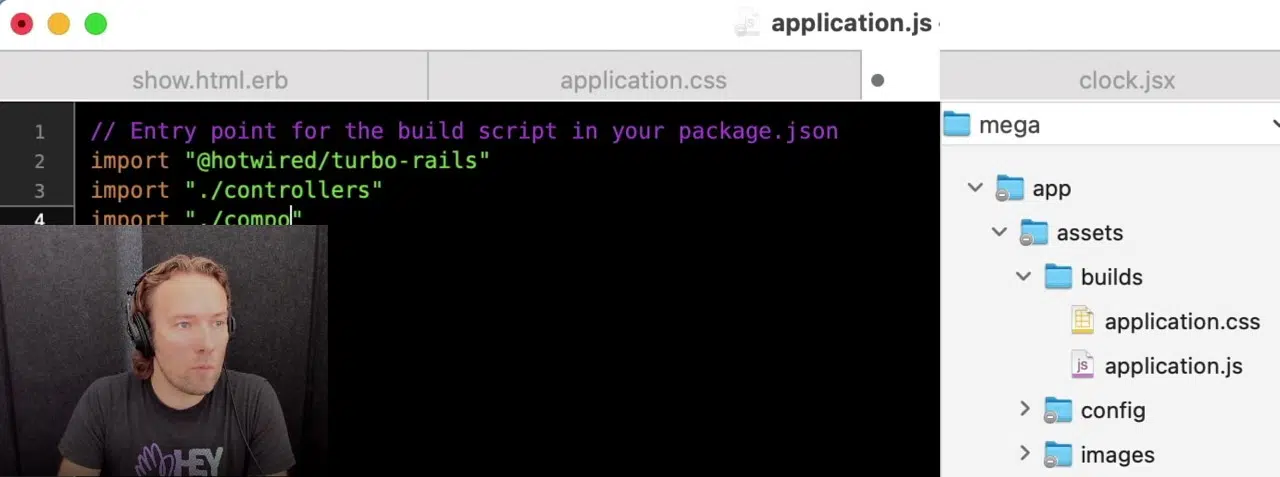 application.js
show.html.erb
application.css
clock.jsx
1 // Entry point for the build script in your package.json
2 import "@hotwired/turbo-rails"
3 import "./controllers"
4 import "./compo"
HEY
mega
app
assets
builds
application.css
js application.js
config
images